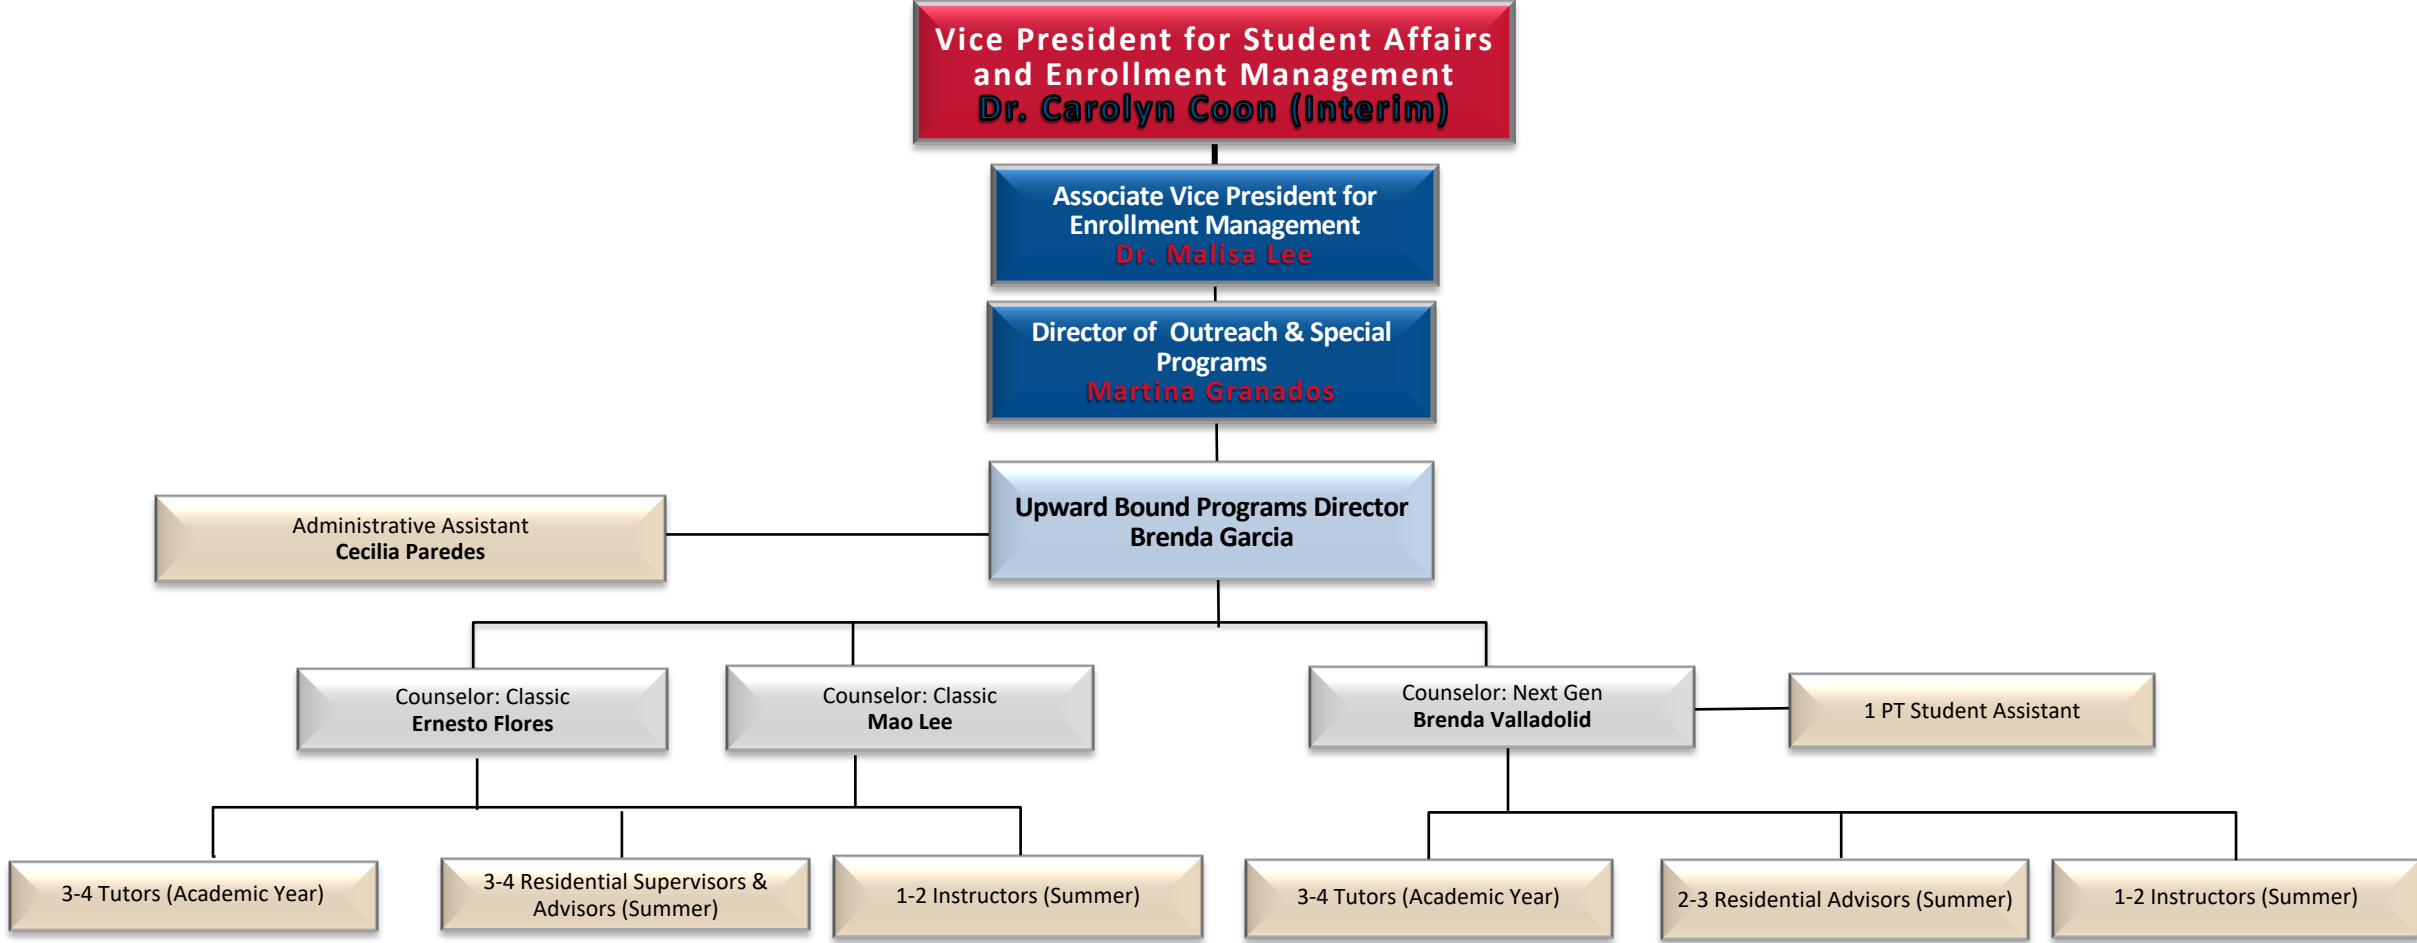 Vice President for Student Affairs
and Enrollment Management
Dr. Carolyn Coon (Interim)
Associate Vice President for
Enrollment Management
Dr. Malisa Lee
Director of Outreach & Special
Programs
Martina Granados
Upward Bound Programs Director
Brenda Garcia
Administrative Assistant
Cecilia Paredes
Counselor: Classic
Ernesto Flores
Counselor: Classic
Mao Lee
Counselor: Next Gen
Brenda Valladolid
1 PT Student Assistant
3-4 Tutors (Academic Year)
3-4 Residential Supervisors &
Advisors (Summer)
1-2 Instructors (Summer)
3-4 Tutors (Academic Year)
2-3 Residential Advisors (Summer)
1-2 Instructors (Summer)